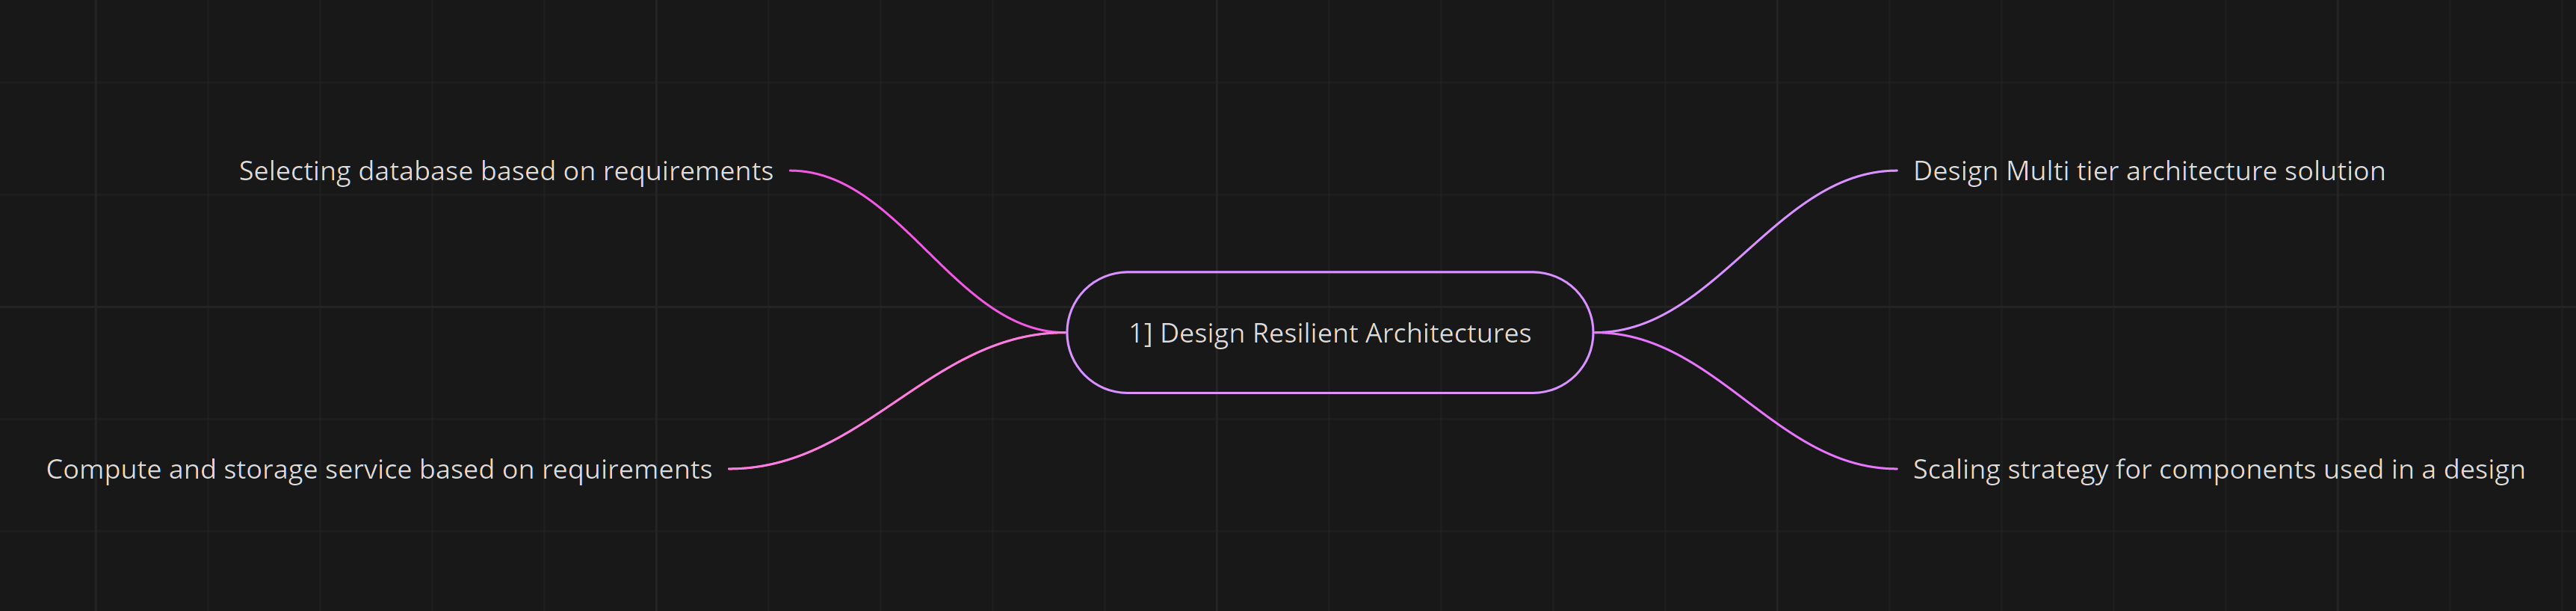 Selecting database based on requirements
Design Multi tier architecture solution
1] Design Resilient Architectures
Compute and storage service based on requirements
Scaling strategy for components used in a design